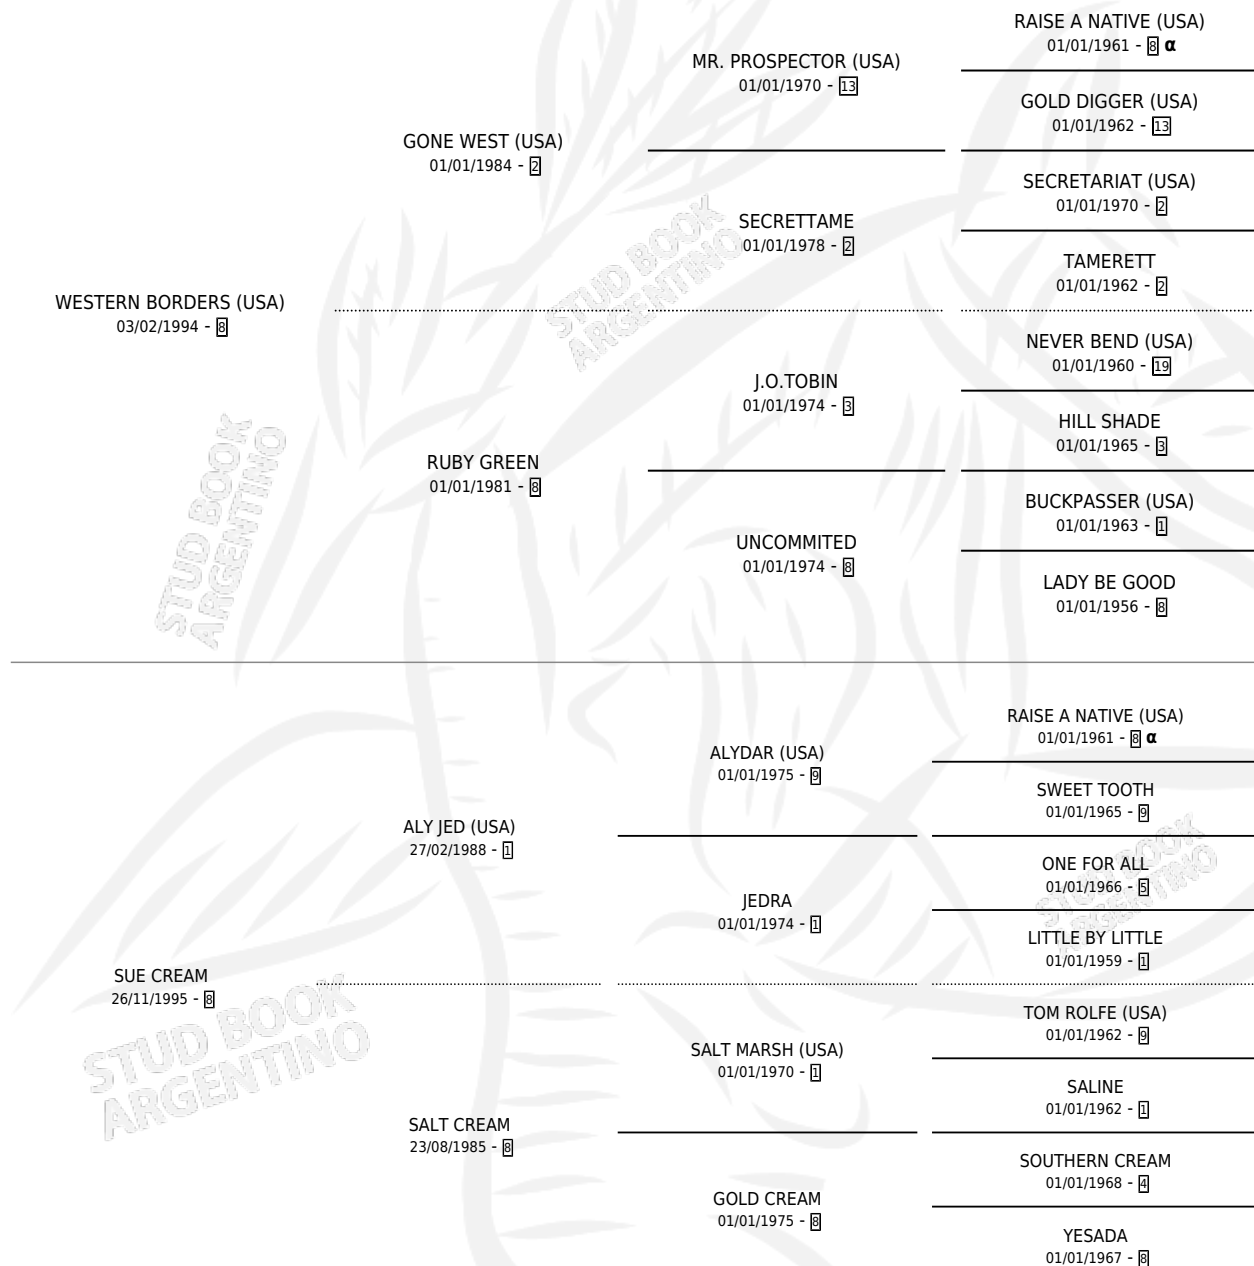 RAISE A NATIVE (USA)
01/01/1961 - 8 α
MR. PROSPECTOR (USA)
01/01/1970 - 13
GOLD DIGGER (USA)
01/01/1962 - 13
GONE WEST (USA)
01/01/1984 - 2
SECRETARIAT (USA)
01/01/1970 - 2
SECRETTAME
01/01/1978 - 2
TAMERETT
01/01/1962 - 2
WESTERN BORDERS (USA)
03/02/1994 - 8
STUD BOOK
ARGENTINO
NEVER BEND (USA)
01/01/1960 - 19
J.O.TOBIN
01/01/1974 - 3
HILL SHADE
01/01/1965 - 3
RUBY GREEN
01/01/1981 - 8
BUCKPASSER (USA)
01/01/1963 - 1
UNCOMMITED
01/01/1974 - 8
LADY BE GOOD
01/01/1956 - 8
STUD BOOK
ARGENTINO
RAISE A NATIVE (USA)
01/01/1961 - 8 α
ALYDAR (USA)
01/01/1975 - 9
SWEET TOOTH
01/01/1965 - 9
ALY JED (USA)
27/02/1988 - 1
ONE FOR ALL
01/01/1966 - 5
JEDRA
01/01/1974 - 1
LITTLE BY LITTLE
01/01/1959 - 1
STUD BOOK
ARGENTINO
SUE CREAM
26/11/1995 - 8
TOM ROLFE (USA)
01/01/1962 - 9
SALT MARSH (USA)
01/01/1970 - 1
SALINE
01/01/1962 - 1
STUD BOOK
ARGENTINO
SALT CREAM
23/08/1985 - 8
SOUTHERN CREAM
01/01/1968 - 4
GOLD CREAM
01/01/1975 - 8
YESADA
01/01/1967 - 8